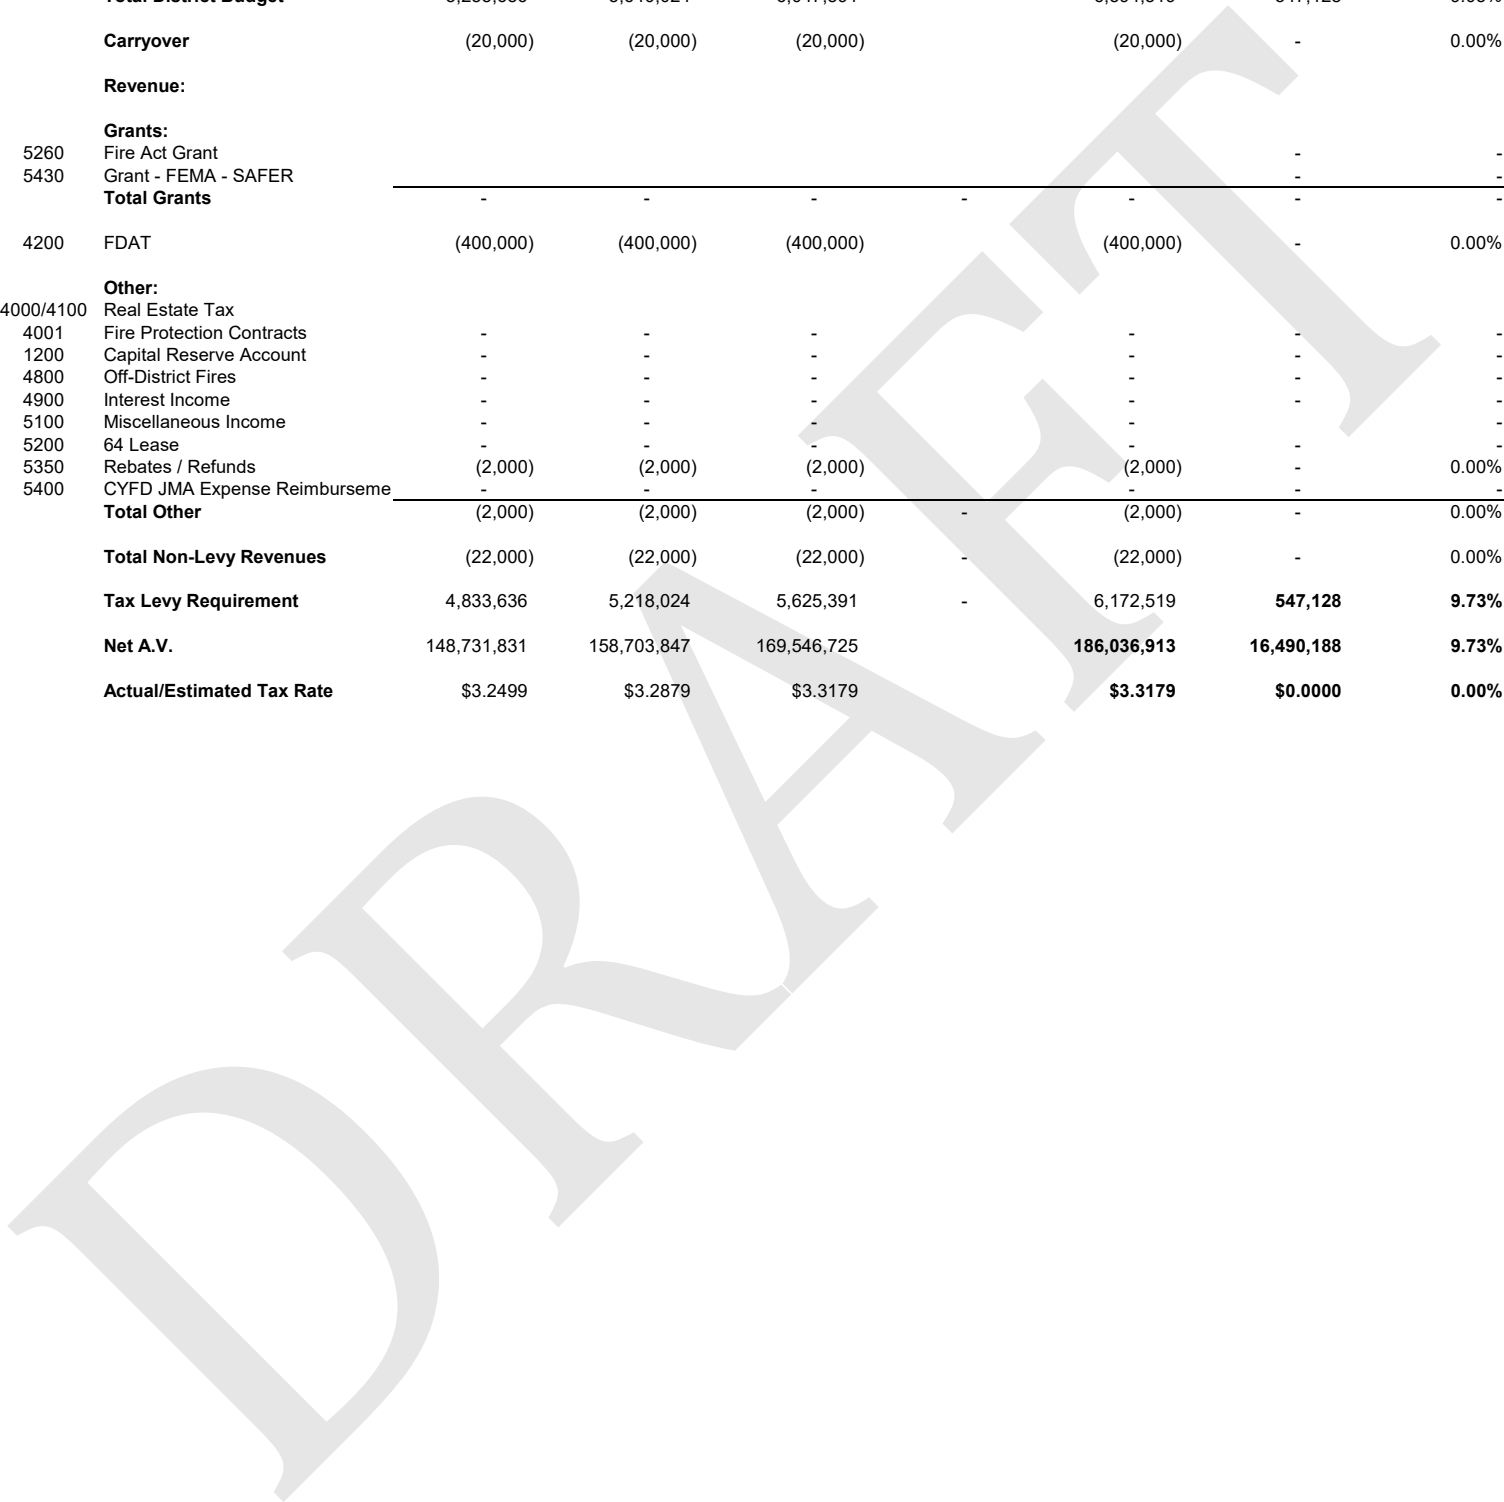 Total District Budget
Carryover (20,000) (20,000) (20,000) (20,000) - 0.00%
Revenue:
Grants:
5260 Fire Act Grant - -
5430 Grant - FEMA - SAFER - -
Total Grants - - - - - - -
4200 FDAT (400,000) (400,000) (400,000) (400,000) - 0.00%
Other:
4000/4100 Real Estate Tax
4001 Fire Protection Contracts - - - - - -
1200 Capital Reserve Account - - - - - -
4800 Off-District Fires - - - - - -
4900 Interest Income - - - - - -
5100 Miscellaneous Income - - - - -
5200 64 Lease - - - - - -
5350 Rebates / Refunds (2,000) (2,000) (2,000) (2,000) - 0.00%
5400 CYFD JMA Expense Reimburseme - - - - - -
Total Other (2,000) (2,000) (2,000) - (2,000) - 0.00%
Total Non-Levy Revenues (22,000) (22,000) (22,000) - (22,000) - 0.00%
Tax Levy Requirement 4,833,636 5,218,024 5,625,391 - 6,172,519 547,128 9.73%
Net A.V. 148,731,831 158,703,847 169,546,725 186,036,913 16,490,188 9.73%
Actual/Estimated Tax Rate $3.2499 $3.2879 $3.3179 $3.3179 $0.0000 0.00%
DRAFT